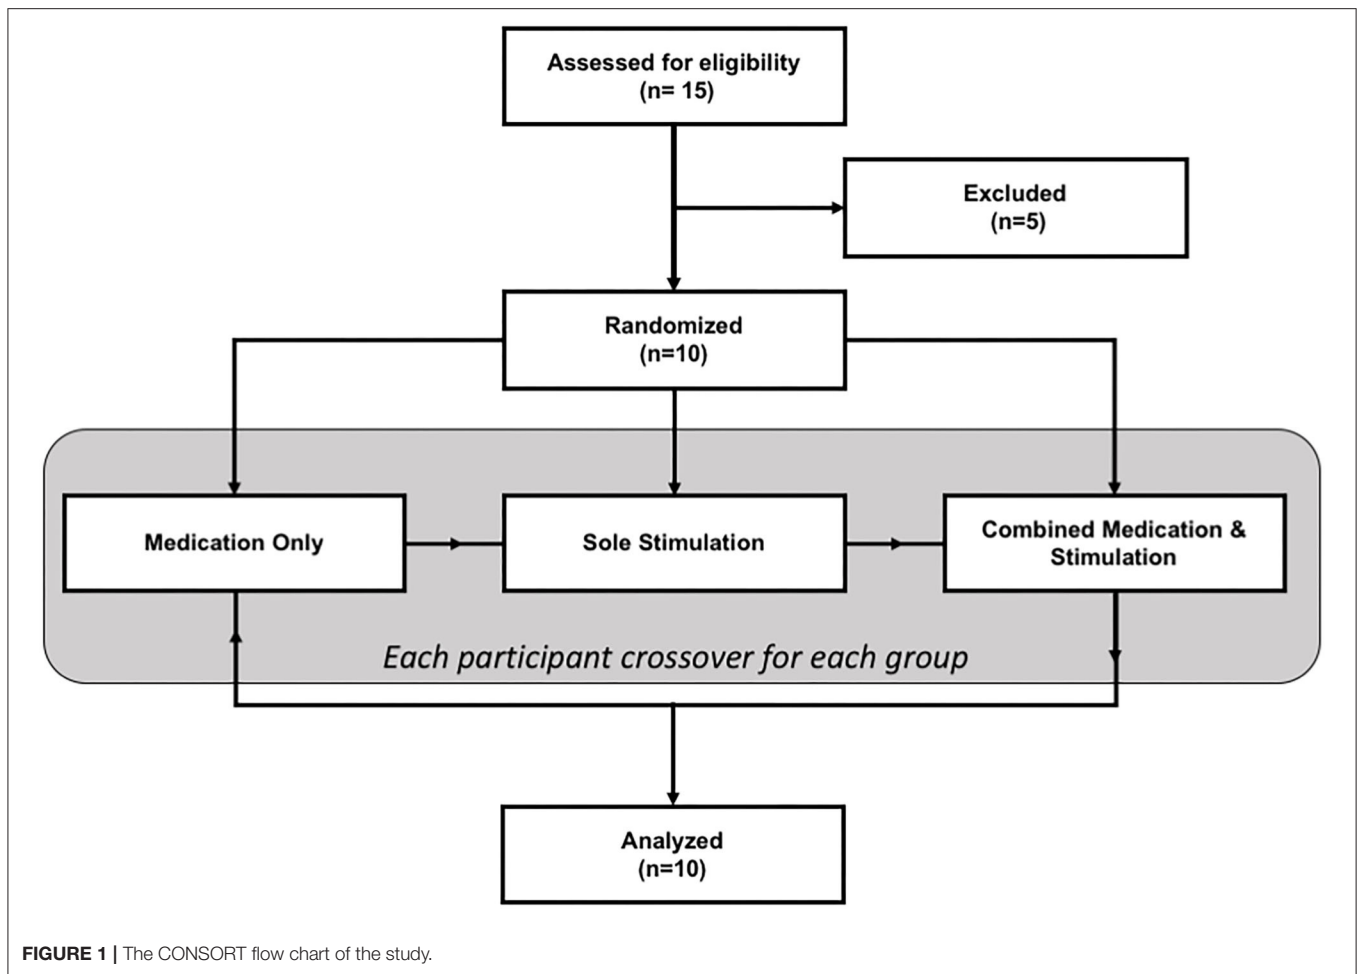 Assessed for eligibility
(n= 15)
Excluded
(n=5)
Randomized
(n=10)
Medication Only
Sole Stimulation
Combined Medication &
Stimulation
Each participant crossover for each group
Analyzed
(n=10)
FIGURE 1 | The CONSORT flow chart of the study.